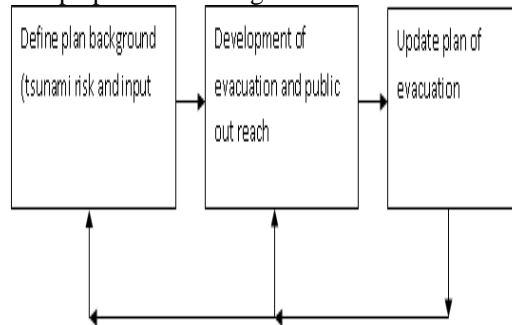 Define plan background
(tsunami risk and input
Development of
evacuation and public
out reach
Update plan of
evacuation